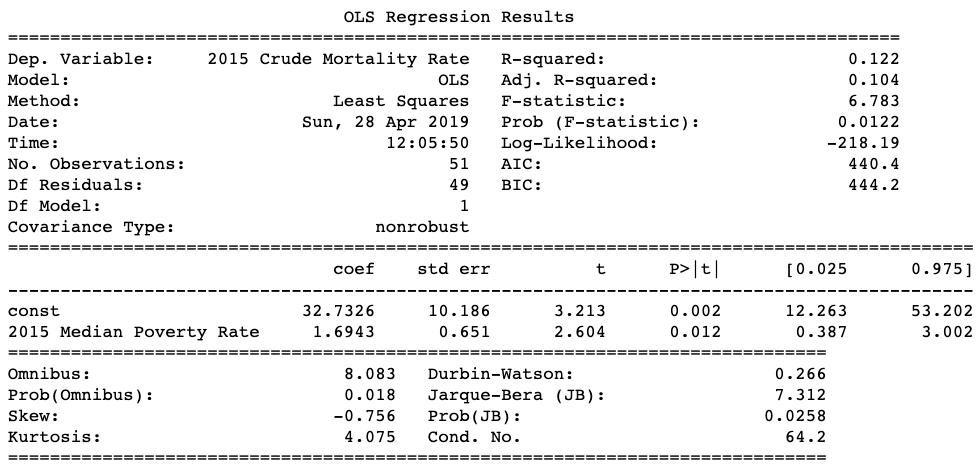 OLS Regression Results
==========================================================================================
Dep. Variable: 2015 Crude Mortality Rate R-squared: 0.122
Model: OLS Adj. R-squared: 0.104
Method: Least Squares F-statistic: 6.783
Date: Sun, 28 Apr 2019 Prob (F-statistic): 0.0122
Time: 12:05:50 Log-Likelihood: -218.19
No. Observations: 51 AIC: 440.4
Df Residuals: 49 BIC: 444.2
Df Model: 1
Covariance Type: nonrobust
==================================================================================================
coef std err t P>|t| [0.025 0.975]
--------------------------------------------------------------------------------------------------
const 32.7326 10.186 3.213 0.002 12.263 53.202
2015 Median Poverty Rate 1.6943 0.651 2.604 0.012 0.387 3.002
===================================================================================
Omnibus: 8.083 Durbin-Watson: 0.266
Prob(Omnibus): 0.018 Jarque-Bera (JB): 7.312
Skew: -0.756 Prob(JB): 0.0258
Kurtosis: 4.075 Cond. No. 64.2
===================================================================================